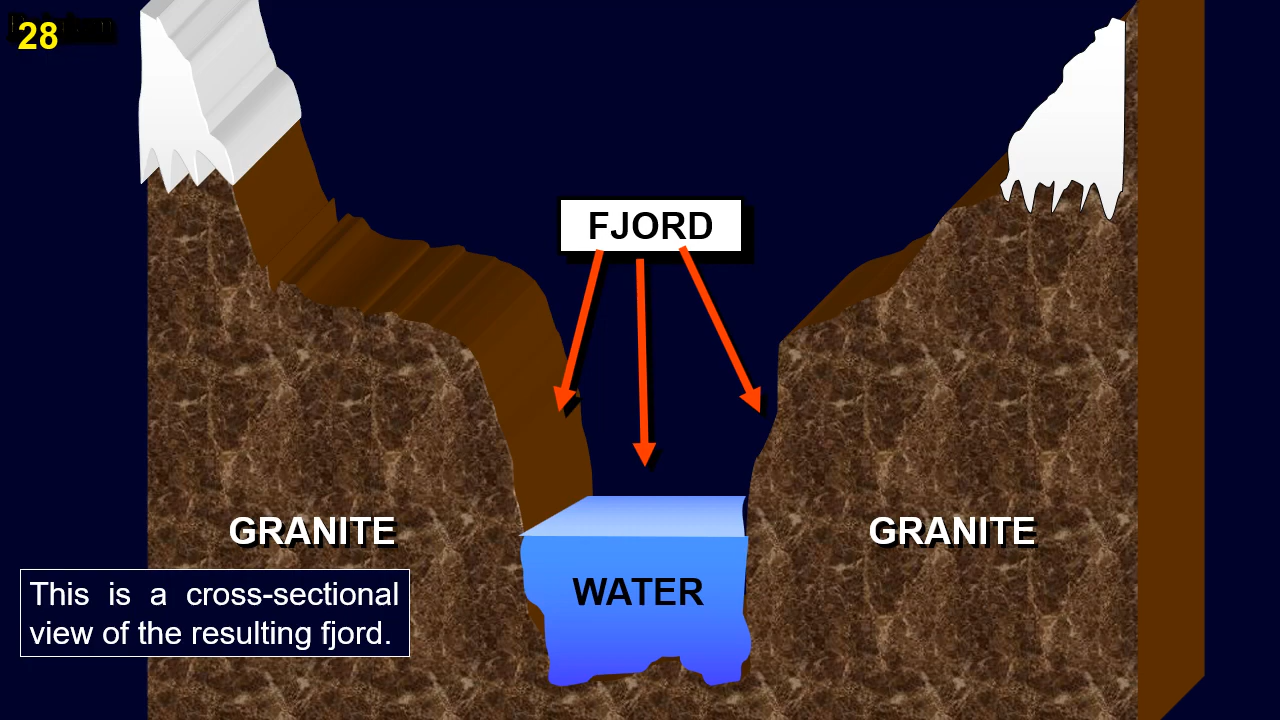 28
FJORD
GRANITE
GRANITE
WATER
This is a cross-sectional
view of the resulting fjord.